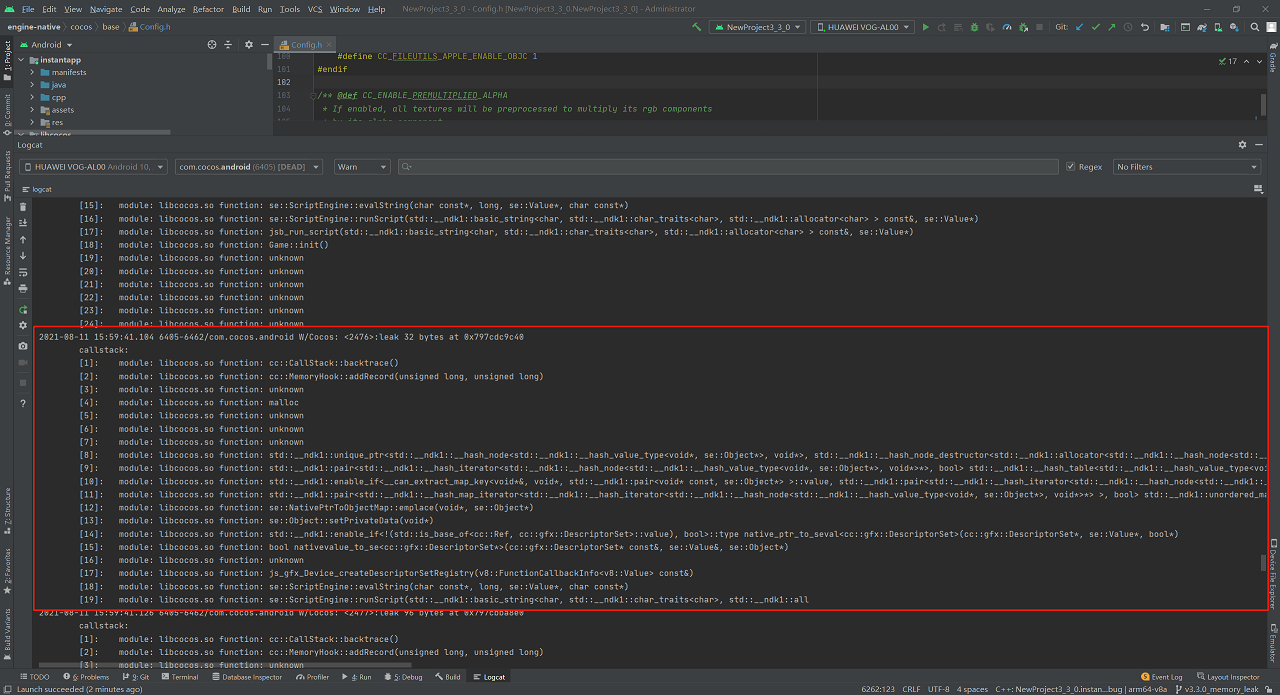 File Edit View Navigate Code Analyze Refactor Build Run Tools VCS Window Help NewProject3_3_0 - Config.h [NewProject3_3_0.NewProject3_3_0] - Administrator
engine-native cocos base Config.h NewProject3_3_0 HUAWEI VOG-AL00 Git:
Android Config.h
1: Project
0: Commit
Pull Requests
Resource Manager
Z: Structure
2: Favorites
Build Variants
Gradle
Device File Explorer
Emulator
instantapp
manifests
java
cpp
assets
res
libcocos
100 #define CC_FILEUTILS_APPLE_ENABLE_OBJC 1
101 #endif
102
103 /** @def CC_ENABLE_PREMULTIPLIED_ALPHA
104 * If enabled, all textures will be preprocessed to multiply its rgb components
17
Logcat
HUAWEI VOG-AL00 Android 10, com.cocos.android (6405) [DEAD] Warn Regex No Filters
logcat
[15]: module: libcocos.so function: se::ScriptEngine::evalString(char const*, long, se::Value*, char const*)
[16]: module: libcocos.so function: se::ScriptEngine::runScript(std::__ndk1::basic_string<char, std::__ndk1::char_traits<char>, std::__ndk1::allocator<char> > const&, se::Value*)
[17]: module: libcocos.so function: jsb_run_script(std::__ndk1::basic_string<char, std::__ndk1::char_traits<char>, std::__ndk1::allocator<char> > const&, se::Value*)
[18]: module: libcocos.so function: Game::init()
[19]: module: libcocos.so function: unknown
[20]: module: libcocos.so function: unknown
[21]: module: libcocos.so function: unknown
[22]: module: libcocos.so function: unknown
[23]: module: libcocos.so function: unknown
[24]: module: libcocos.so function: unknown
2021-08-11 15:59:41.104 6405-6462/com.cocos.android W/Cocos: <2476>:leak 32 bytes at 0x797cdc9c40
callstack:
[1]: module: libcocos.so function: cc::CallStack::backtrace()
[2]: module: libcocos.so function: cc::MemoryHook::addRecord(unsigned long, unsigned long)
[3]: module: libcocos.so function: unknown
[4]: module: libcocos.so function: malloc
[5]: module: libcocos.so function: unknown
[6]: module: libcocos.so function: unknown
[7]: module: libcocos.so function: unknown
[8]: module: libcocos.so function: std::__ndk1::unique_ptr<std::__ndk1::__hash_node<std::__ndk1::__hash_value_type<void*, se::Object*>, void*>, std::__ndk1::__hash_node_destructor<std::__ndk1::allocator<std::__ndk1::__hash_node<std::__
[9]: module: libcocos.so function: std::__ndk1::pair<std::__ndk1::__hash_iterator<std::__ndk1::__hash_node<std::__ndk1::__hash_value_type<void*, se::Object*>, void*>*>, bool> std::__ndk1::__hash_table<std::__ndk1::__hash_value_type<voi
[10]: module: libcocos.so function: std::__ndk1::enable_if<__can_extract_map_key<void*&, void*, std::__ndk1::pair<void* const, se::Object*> >::value, std::__ndk1::pair<std::__ndk1::__hash_iterator<std::__ndk1::__hash_node<std::__ndk1::_
[11]: module: libcocos.so function: std::__ndk1::pair<std::__ndk1::__hash_map_iterator<std::__ndk1::__hash_iterator<std::__ndk1::__hash_node<std::__ndk1::__hash_value_type<void*, se::Object*>, void*>*> >, bool> std::__ndk1::unordered_ma
[12]: module: libcocos.so function: se::NativePtrToObjectMap::emplace(void*, se::Object*)
[13]: module: libcocos.so function: se::Object::setPrivateData(void*)
[14]: module: libcocos.so function: std::__ndk1::enable_if<!(std::is_base_of<cc::Ref, cc::gfx::DescriptorSet>::value), bool>::type native_ptr_to_seval<cc::gfx::DescriptorSet>(cc::gfx::DescriptorSet*, se::Value*, bool*)
[15]: module: libcocos.so function: bool nativevalue_to_se<cc::gfx::DescriptorSet*>(cc::gfx::DescriptorSet* const&, se::Value&, se::Object*)
[16]: module: libcocos.so function: unknown
[17]: module: libcocos.so function: js_gfx_Device_createDescriptorSetRegistry(v8::FunctionCallbackInfo<v8::Value> const&)
[18]: module: libcocos.so function: se::ScriptEngine::evalString(char const*, long, se::Value*, char const*)
[19]: module: libcocos.so function: se::ScriptEngine::runScript(std::__ndk1::basic_string<char, std::__ndk1::char_traits<char>, std::__ndk1::all
2021-08-11 15:59:41.126 6405-6462/com.cocos.android W/Cocos: <2477>:leak 96 bytes at 0x797cbba8e0
callstack:
[1]: module: libcocos.so function: cc::CallStack::backtrace()
[2]: module: libcocos.so function: cc::MemoryHook::addRecord(unsigned long, unsigned long)
[3]: module: libcocos.so function: unknown
TODO 6: Problems 9: Git Terminal Database Inspector Profiler 4: Run 5: Debug Build Logcat Event Log Layout Inspector
Launch succeeded (2 minutes ago) 6262:123 CRLF UTF-8 4 spaces C++: NewProject3_3_0.instan...bug | arm64-v8a v3.3.0_memory_leak